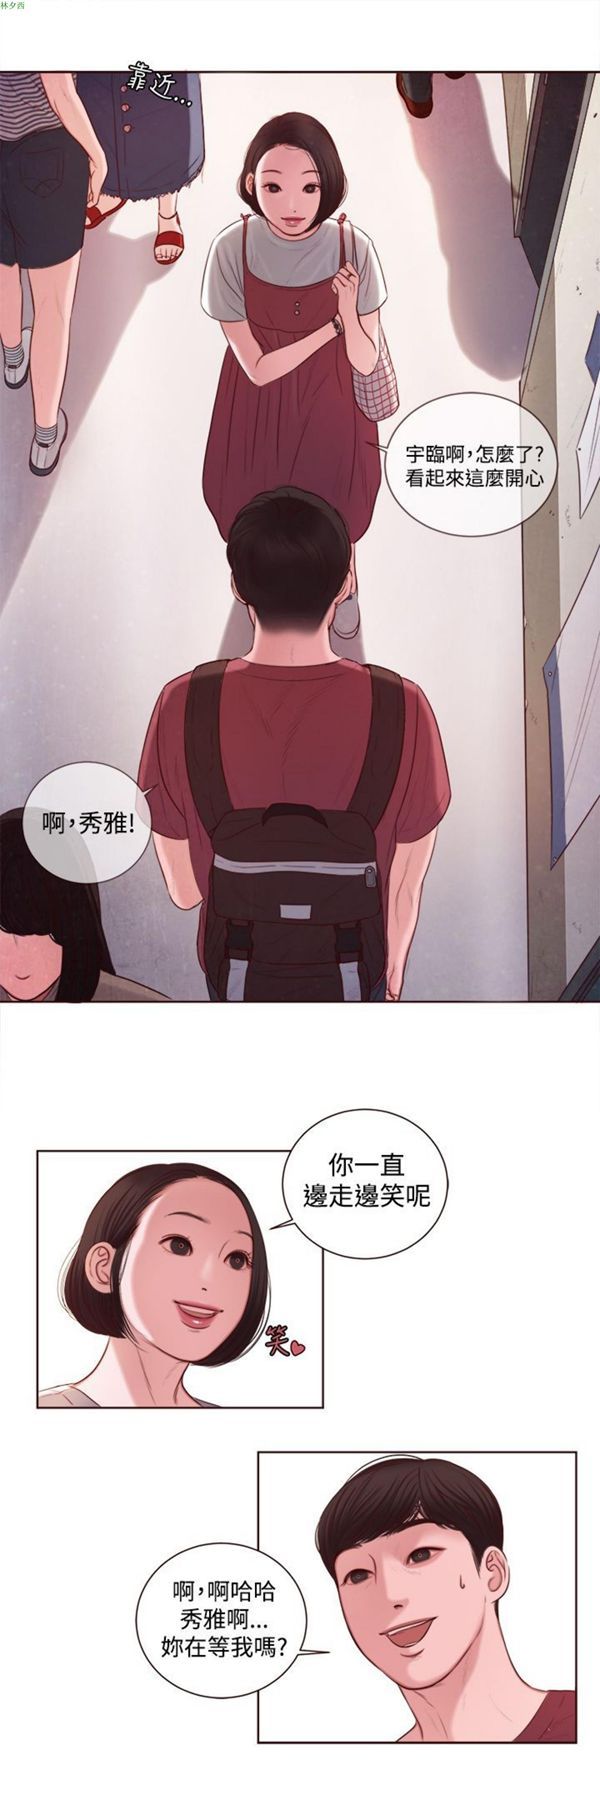 林夕西
靠近...
宇臨啊，怎麼了?
看起來這麼開心
啊，秀雅!
你一直
邊走邊笑呢
笑♥
啊，啊哈哈
秀雅啊...
妳在等我嗎?